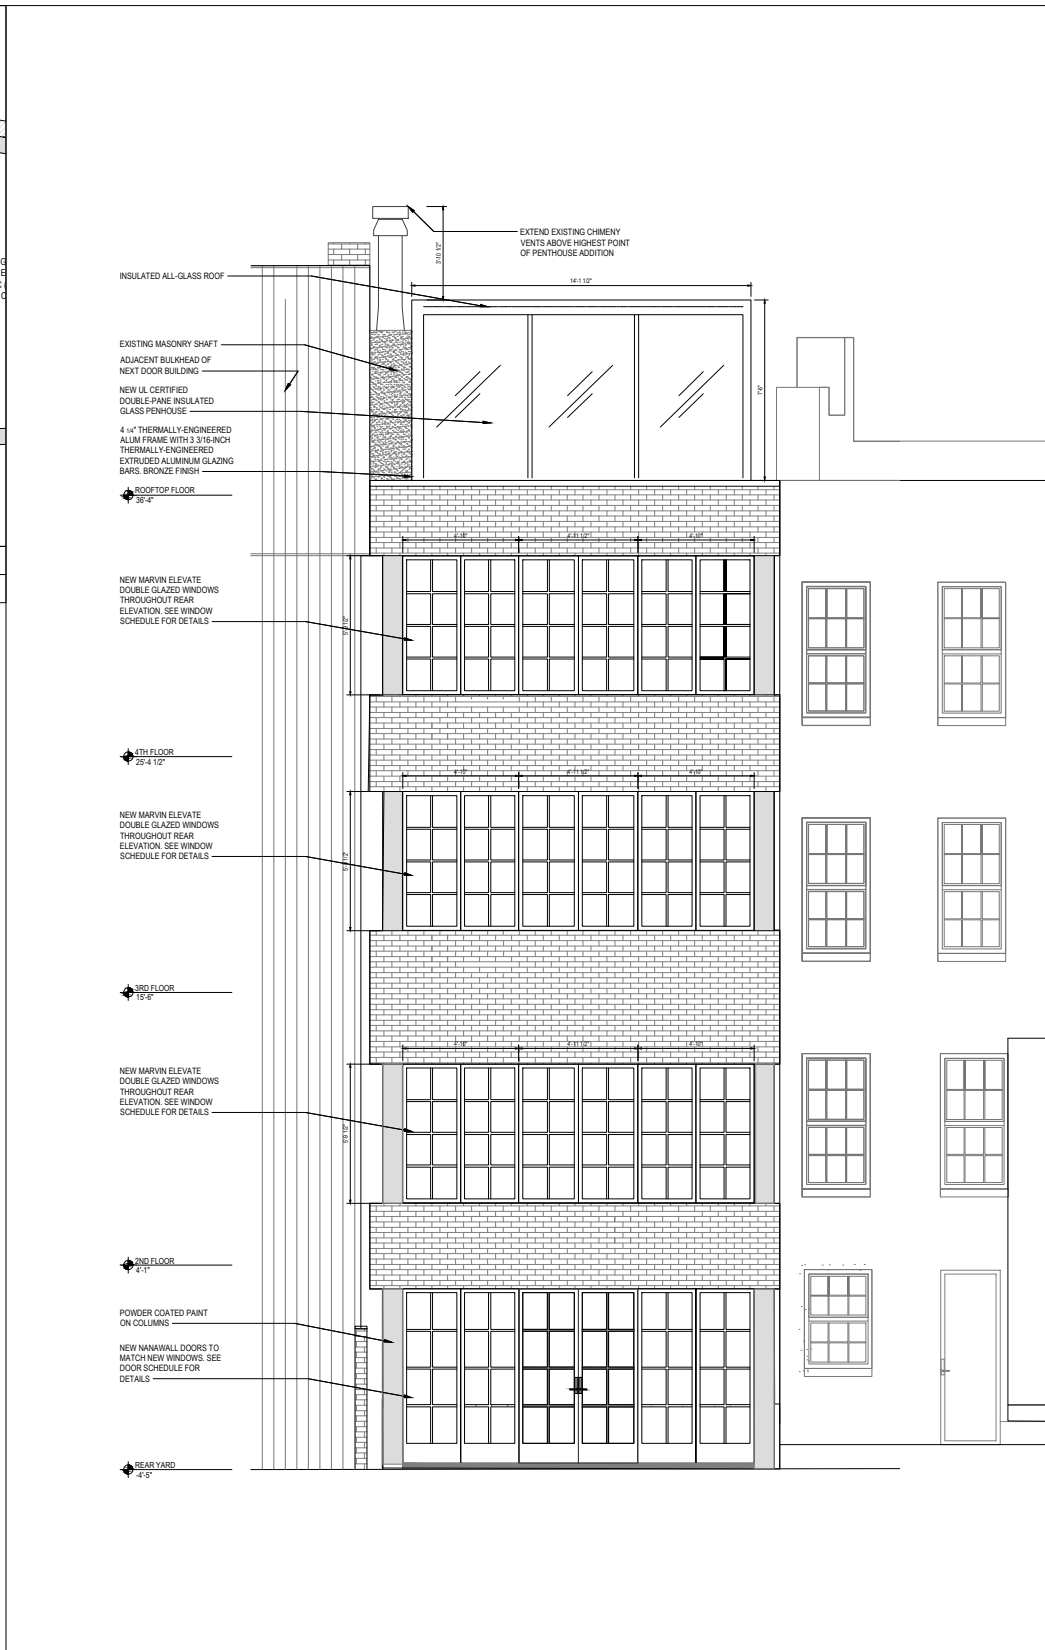 EXTEND EXISTING CHIMENY
VENTS ABOVE HIGHEST POINT
OF PENTHOUSE ADDITION
3'-10 1/2"
14'-1 1/2"
7'-6"
INSULATED ALL-GLASS ROOF
EXISTING MASONRY SHAFT
ADJACENT BULKHEAD OF
NEXT DOOR BUILDING
NEW UL CERTIFIED
DOUBLE-PANE INSULATED
GLASS PENHOUSE
4 1/4" THERMALLY-ENGINEERED
ALUM FRAME WITH 3 3/16-INCH
THERMALLY-ENGINEERED
EXTRUDED ALUMINUM GLAZING
BARS. BRONZE FINISH
ROOFTOP FLOOR
36'-4"
4'-10" 4'-11 1/2" 4'-10"
NEW MARVIN ELEVATE
DOUBLE GLAZED WINDOWS
THROUGHOUT REAR
ELEVATION. SEE WINDOW
SCHEDULE FOR DETAILS
4TH FLOOR
25'-4 1/2"
4'-10" 4'-11 1/2" 4'-10"
NEW MARVIN ELEVATE
DOUBLE GLAZED WINDOWS
THROUGHOUT REAR
ELEVATION. SEE WINDOW
SCHEDULE FOR DETAILS
3RD FLOOR
15'-6"
4'-10" 4'-11 1/2" 4'-10"
NEW MARVIN ELEVATE
DOUBLE GLAZED WINDOWS
THROUGHOUT REAR
ELEVATION. SEE WINDOW
SCHEDULE FOR DETAILS
5'-9 1/2"
2ND FLOOR
4'-1"
POWDER COATED PAINT
ON COLUMNS
NEW NANAWALL DOORS TO
MATCH NEW WINDOWS. SEE
DOOR SCHEDULE FOR
DETAILS
REAR YARD
-4'-5"